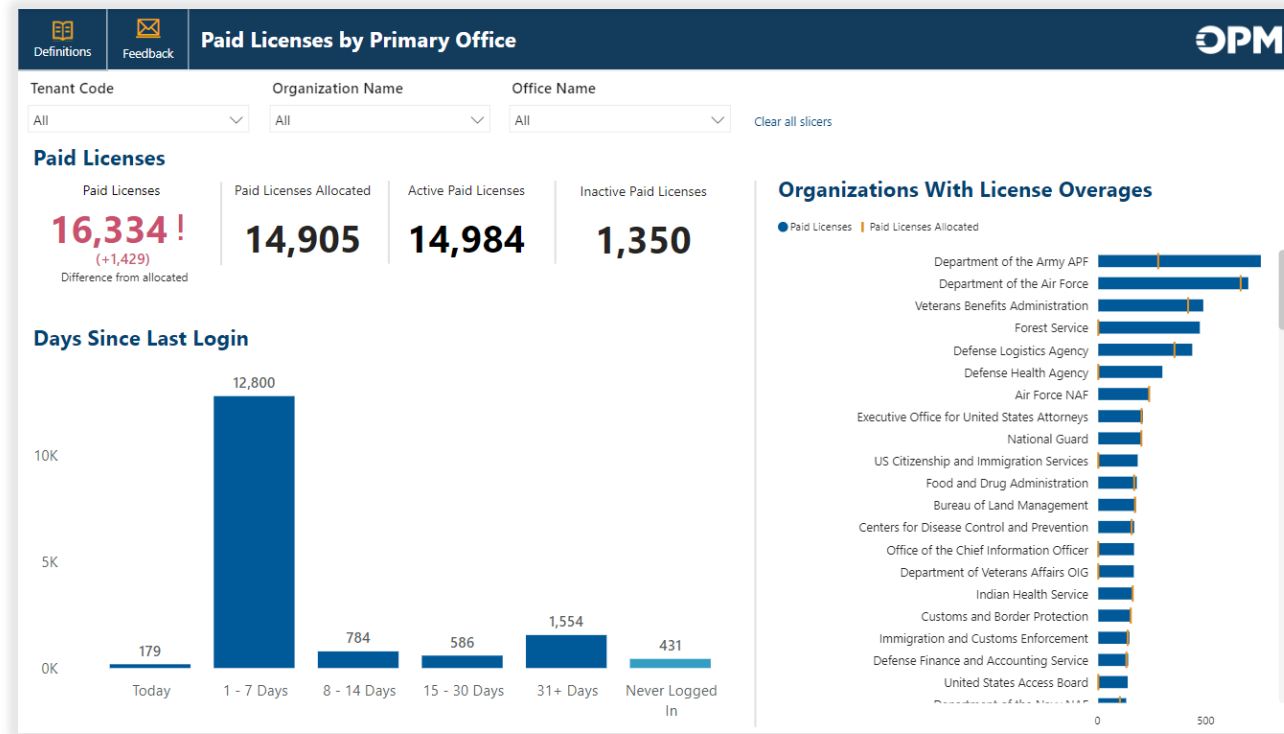 Definitions
Feedback
Paid Licenses by Primary Office
OPM
Tenant Code
Organization Name
Office Name
All
All
All
Clear all slicers
Paid Licenses
Paid Licenses
16,334 !
(+1,429)
Difference from allocated
Paid Licenses Allocated
14,905
Active Paid Licenses
14,984
Inactive Paid Licenses
1,350
Days Since Last Login
10K
5K
0K
179
12,800
784
586
1,554
431
Today
1 - 7 Days
8 - 14 Days
15 - 30 Days
31+ Days
Never Logged
In
Organizations With License Overages
Paid Licenses
Paid Licenses Allocated
Department of the Army APF
Department of the Air Force
Veterans Benefits Administration
Forest Service
Defense Logistics Agency
Defense Health Agency
Air Force NAF
Executive Office for United States Attorneys
National Guard
US Citizenship and Immigration Services
Food and Drug Administration
Bureau of Land Management
Centers for Disease Control and Prevention
Office of the Chief Information Officer
Department of Veterans Affairs OIG
Indian Health Service
Customs and Border Protection
Immigration and Customs Enforcement
Defense Finance and Accounting Service
United States Access Board
Department of the Navy NAF
0
500